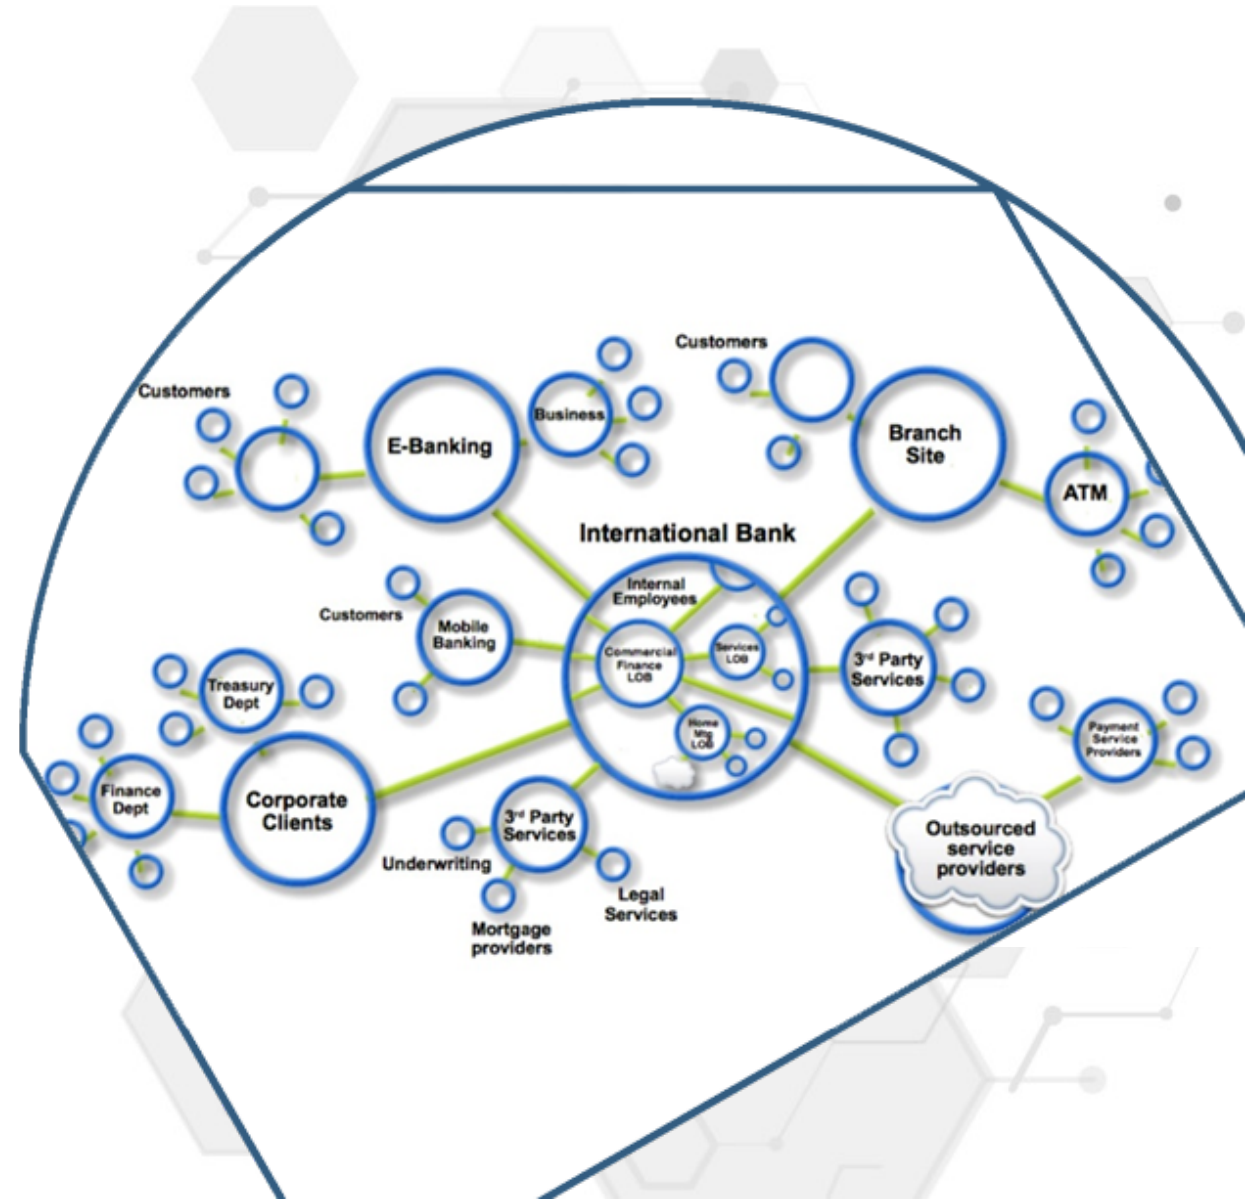 Customers
Customers
Business
E-Banking
Branch
Site
ATM
International Bank
Internal
Employees
Customers
Mobile
Banking
Commercial
Finance
LOB
Services
LOB
3rd Party
Services
Treasury
Dept
Home
Mtg
LOB
Payment
Service
Providers
Finance
Dept
Corporate
Clients
3rd Party
Services
Outsourced
service
providers
Underwriting
Legal
Services
Mortgage
providers